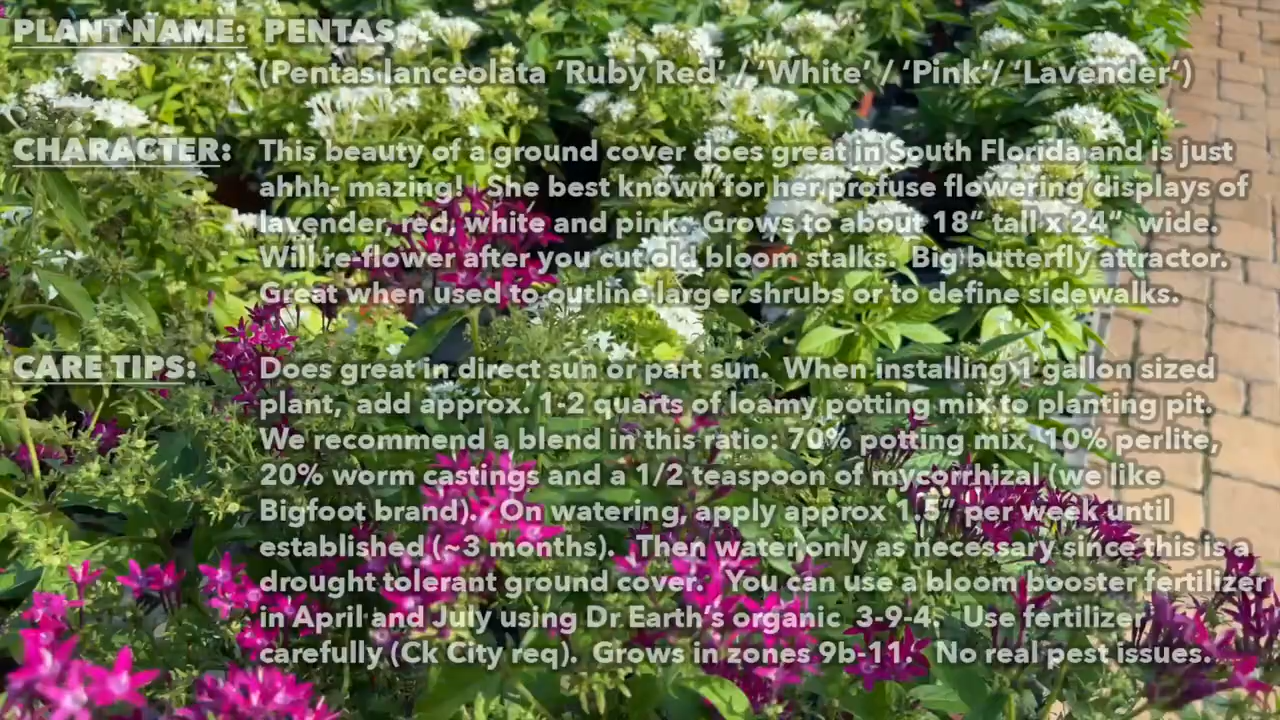 PLANT NAME: PENTAS
(Pentas lanceolata ‘Ruby Red’ / ‘White’ / ‘Pink‘/ ‘Lavender‘)
CHARACTER: This beauty of a ground cover does great in South Florida and is just
ahhh- mazing! She best known for her profuse flowering displays of
lavender, red, white and pink. Grows to about 18” tall x 24” wide.
Will re-flower after you cut old bloom stalks. Big butterfly attractor.
Great when used to outline larger shrubs or to define sidewalks.
CARE TIPS: Does great in direct sun or part sun. When installing 1 gallon sized
plant, add approx. 1-2 quarts of loamy potting mix to planting pit.
We recommend a blend in this ratio: 70% potting mix, 10% perlite,
20% worm castings and a 1/2 teaspoon of mycorrhizal (we like
Bigfoot brand). On watering, apply approx 1.5” per week until
established (~3 months). Then water only as necessary since this is a
drought tolerant ground cover. You can use a bloom booster fertilizer
in April and July using Dr Earth’s organic 3-9-4. Use fertilizer
carefully (Ck City req). Grows in zones 9b-11. No real pest issues.